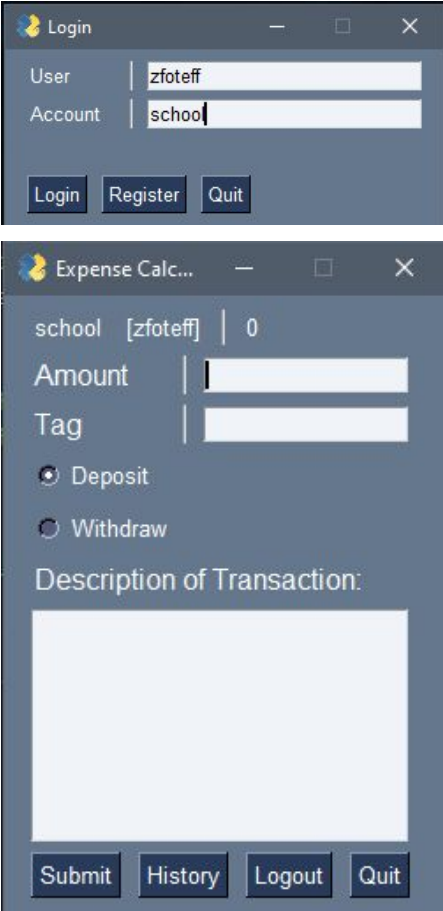 Login
User zfoteff
Account school
Login Register Quit
Expense Calc...
school [zfoteff] 0
Amount
Tag
Deposit
Withdraw
Description of Transaction:
Submit History Logout Quit